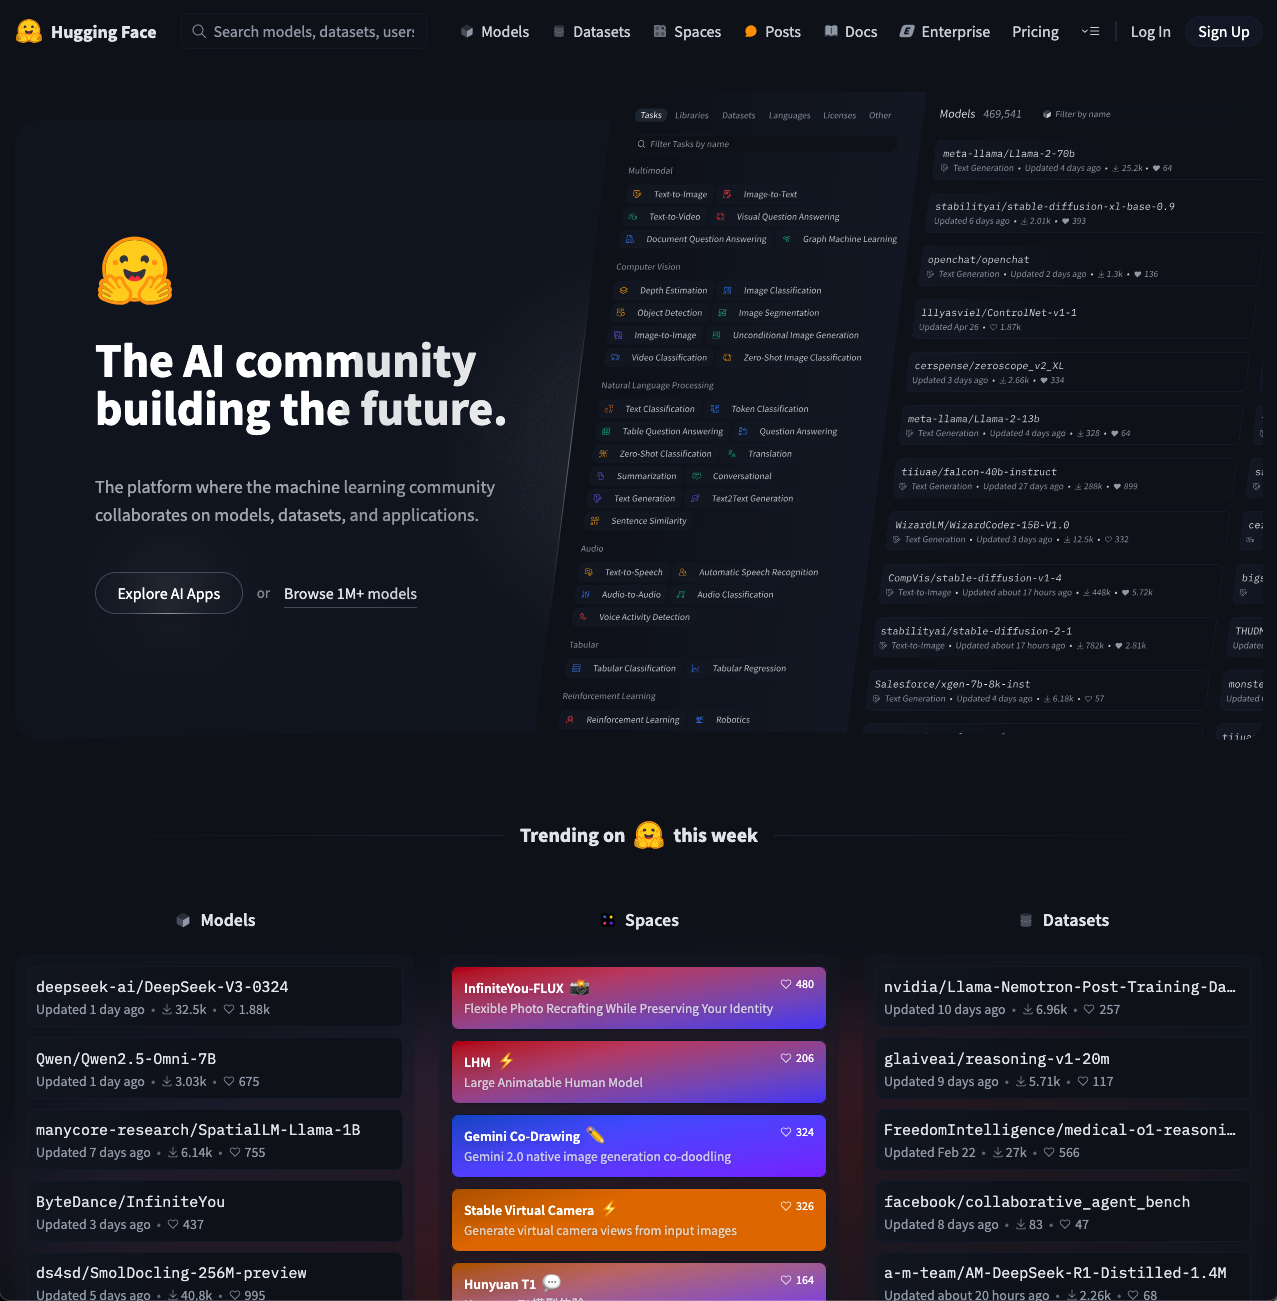 Hugging Face
Search models, datasets, users
Models
Datasets
Spaces
Posts
Docs
Enterprise
Pricing
Log In
Sign Up
The AI community
building the future.
The platform where the machine learning community
collaborates on models, datasets, and applications.
Explore AI Apps or Browse 1M+ models
Tasks Libraries Datasets Languages Licenses Other
Filter Tasks by name
Multimodal
Text-to-Image Image-to-Text
Text-to-Video Visual Question Answering
Document Question Answering Graph Machine Learning
Computer Vision
Depth Estimation Image Classification
Object Detection Image Segmentation
Image-to-Image Unconditional Image Generation
Video Classification Zero-Shot Image Classification
Natural Language Processing
Text Classification Token Classification
Table Question Answering Question Answering
Zero-Shot Classification Translation
Summarization Conversational
Text Generation Text2Text Generation
Sentence Similarity
Audio
Text-to-Speech Automatic Speech Recognition
Audio-to-Audio Audio Classification
Voice Activity Detection
Tabular
Tabular Classification Tabular Regression
Reinforcement Learning
Reinforcement Learning Robotics
Models 469,541 Filter by name
meta-llama/Llama-2-70b
Text Generation • Updated 4 days ago • 25.2k • 64
stabilityai/stable-diffusion-xl-base-0.9
Updated 6 days ago • 2.01k • 393
openchat/openchat
Text Generation • Updated 2 days ago • 1.3k • 136
lllyasviel/ControlNet-v1-1
Updated Apr 26 • 1.87k
cerspense/zeroscope_v2_XL
Updated 3 days ago • 2.66k • 334
meta-llama/Llama-2-13b
Text Generation • Updated 4 days ago • 328 • 64
tiiuae/falcon-40b-instruct
Text Generation • Updated 27 days ago • 288k • 899
WizardLM/WizardCoder-15B-V1.0
Text Generation • Updated 3 days ago • 12.5k • 332
CompVis/stable-diffusion-v1-4
Text-to-Image • Updated about 17 hours ago • 448k • 5.72k
stabilityai/stable-diffusion-2-1
Text-to-Image • Updated about 17 hours ago • 782k • 2.81k
Salesforce/xgen-7b-8k-inst
Text Generation • Updated 4 days ago • 6.18k • 57
THUDM
monste
Trending on this week
Models
deepseek-ai/DeepSeek-V3-0324
Updated 1 day ago • 32.5k • 1.88k
Qwen/Qwen2.5-Omni-7B
Updated 1 day ago • 3.03k • 675
manycore-research/SpatialLM-Llama-1B
Updated 7 days ago • 6.14k • 755
ByteDance/InfiniteYou
Updated 3 days ago • 437
ds4sd/SmolDocling-256M-preview
Updated 5 days ago • 40.8k • 995
Spaces
InfiniteYou-FLUX 📸 480
Flexible Photo Recrafting While Preserving Your Identity
LHM ⚡ 206
Large Animatable Human Model
Gemini Co-Drawing ✏️ 324
Gemini 2.0 native image generation co-doodling
Stable Virtual Camera ⚡ 326
Generate virtual camera views from input images
Hunyuan T1 💬 164
Datasets
nvidia/Llama-Nemotron-Post-Training-Da…
Updated 10 days ago • 6.96k • 257
glaiveai/reasoning-v1-20m
Updated 9 days ago • 5.71k • 117
FreedomIntelligence/medical-o1-reasoni…
Updated Feb 22 • 27k • 566
facebook/collaborative_agent_bench
Updated 8 days ago • 83 • 47
a-m-team/AM-DeepSeek-R1-Distilled-1.4M
Updated about 20 hours ago • 2.26k • 68